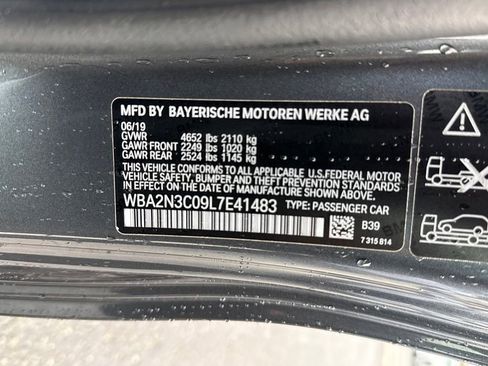 MFD BY BAYERISCHE MOTOREN WERKE AG
06/19
GVWR 4652 lbs 2110 kg
GAWR FRONT 2249 lbs 1020 kg
GAWR REAR 2524 lbs 1145 kg
THIS VEHICLE CONFORMS TO ALL APPLICABLE U.S.FEDERAL MOTOR
VEHICLE SAFETY, BUMPER AND THEFT PREVENTION STANDARDS
IN EFFECT ON THE DATE OF MANUFACTURE SHOWN ABOVE.
WBA2N3C09L7E41483 TYPE: PASSENGER CAR
B39
7 315 814